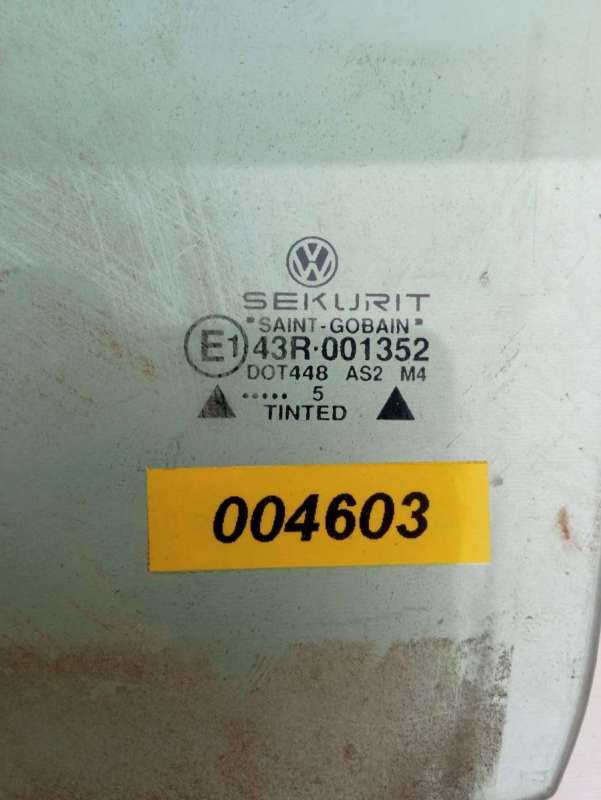 SEKURIT
"SAINT-GOBAIN"
E1 43R·001352
DOT448 AS2 M4
..... 5
TINTED
004603